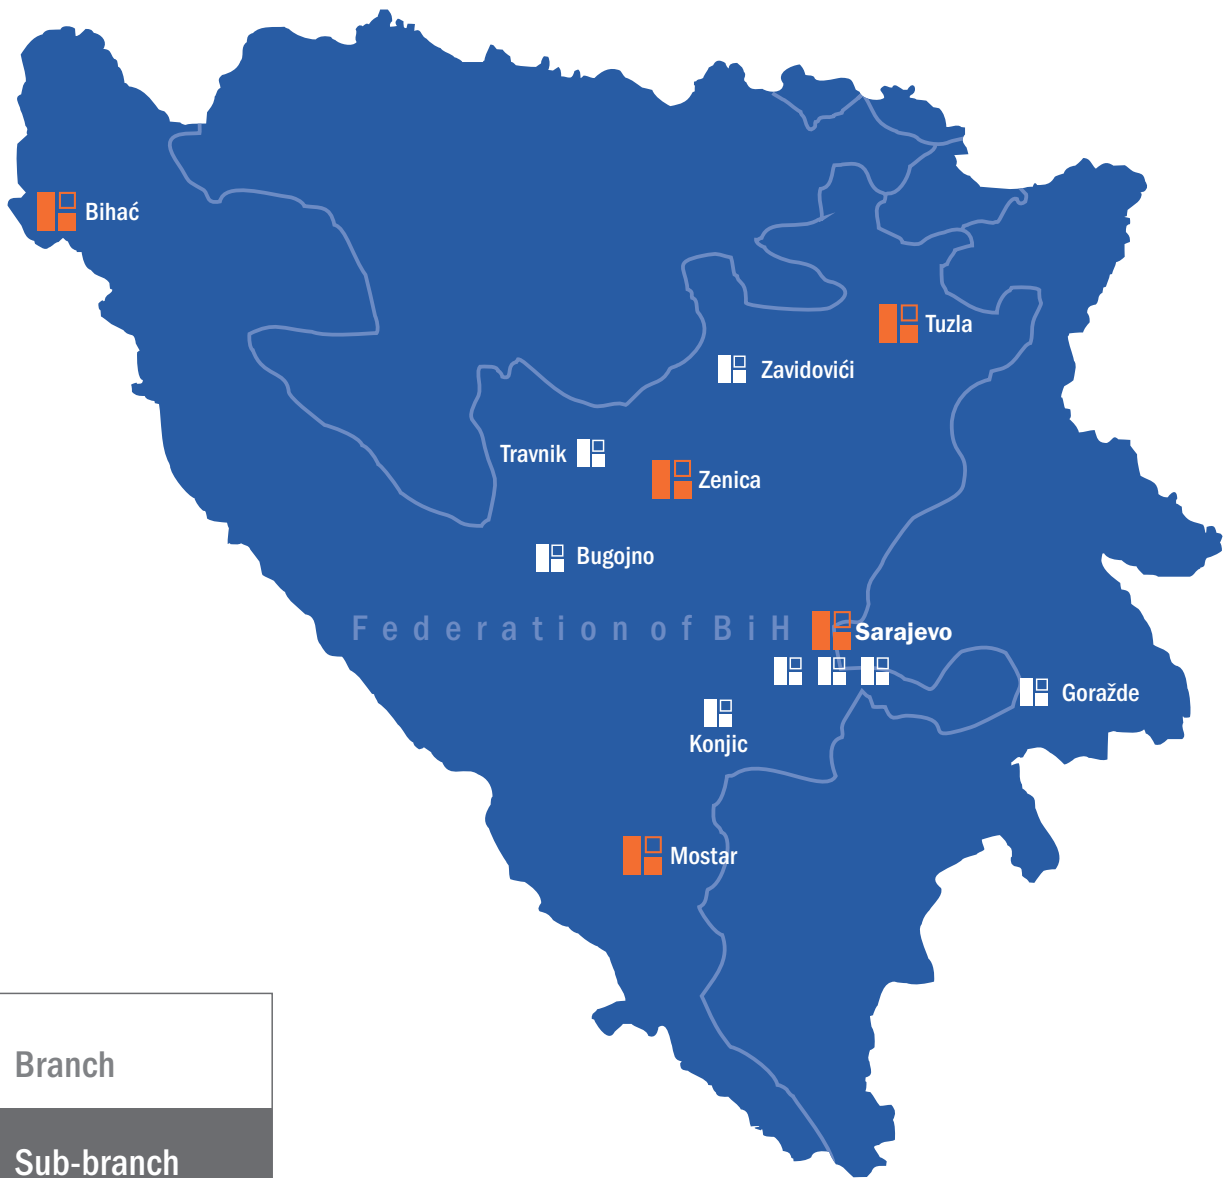 Bihać
Tuzla
Zavidovići
Travnik
Zenica
Bugojno
Federation of BiH
Sarajevo
Goražde
Konjic
Mostar
Branch
Sub-branch